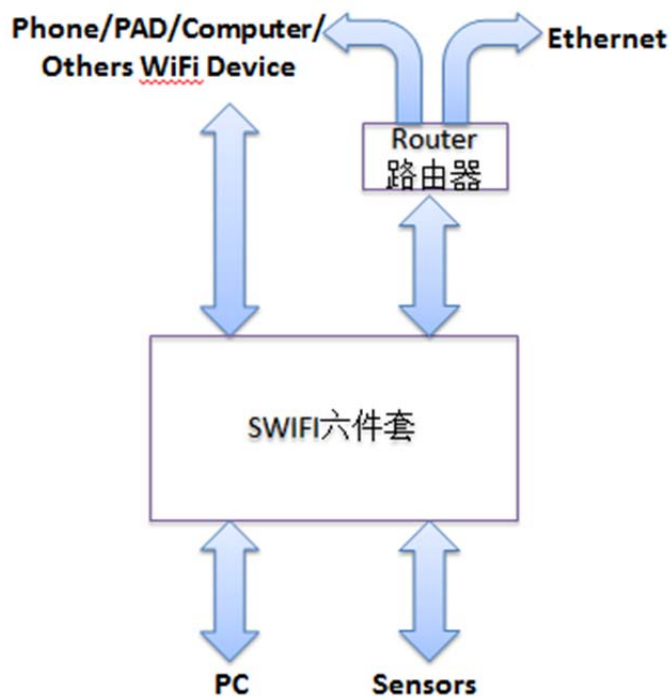 Phone/PAD/Computer/
Others WiFi Device
Ethernet
Router
路由器
SWIFI六件套
PC
Sensors